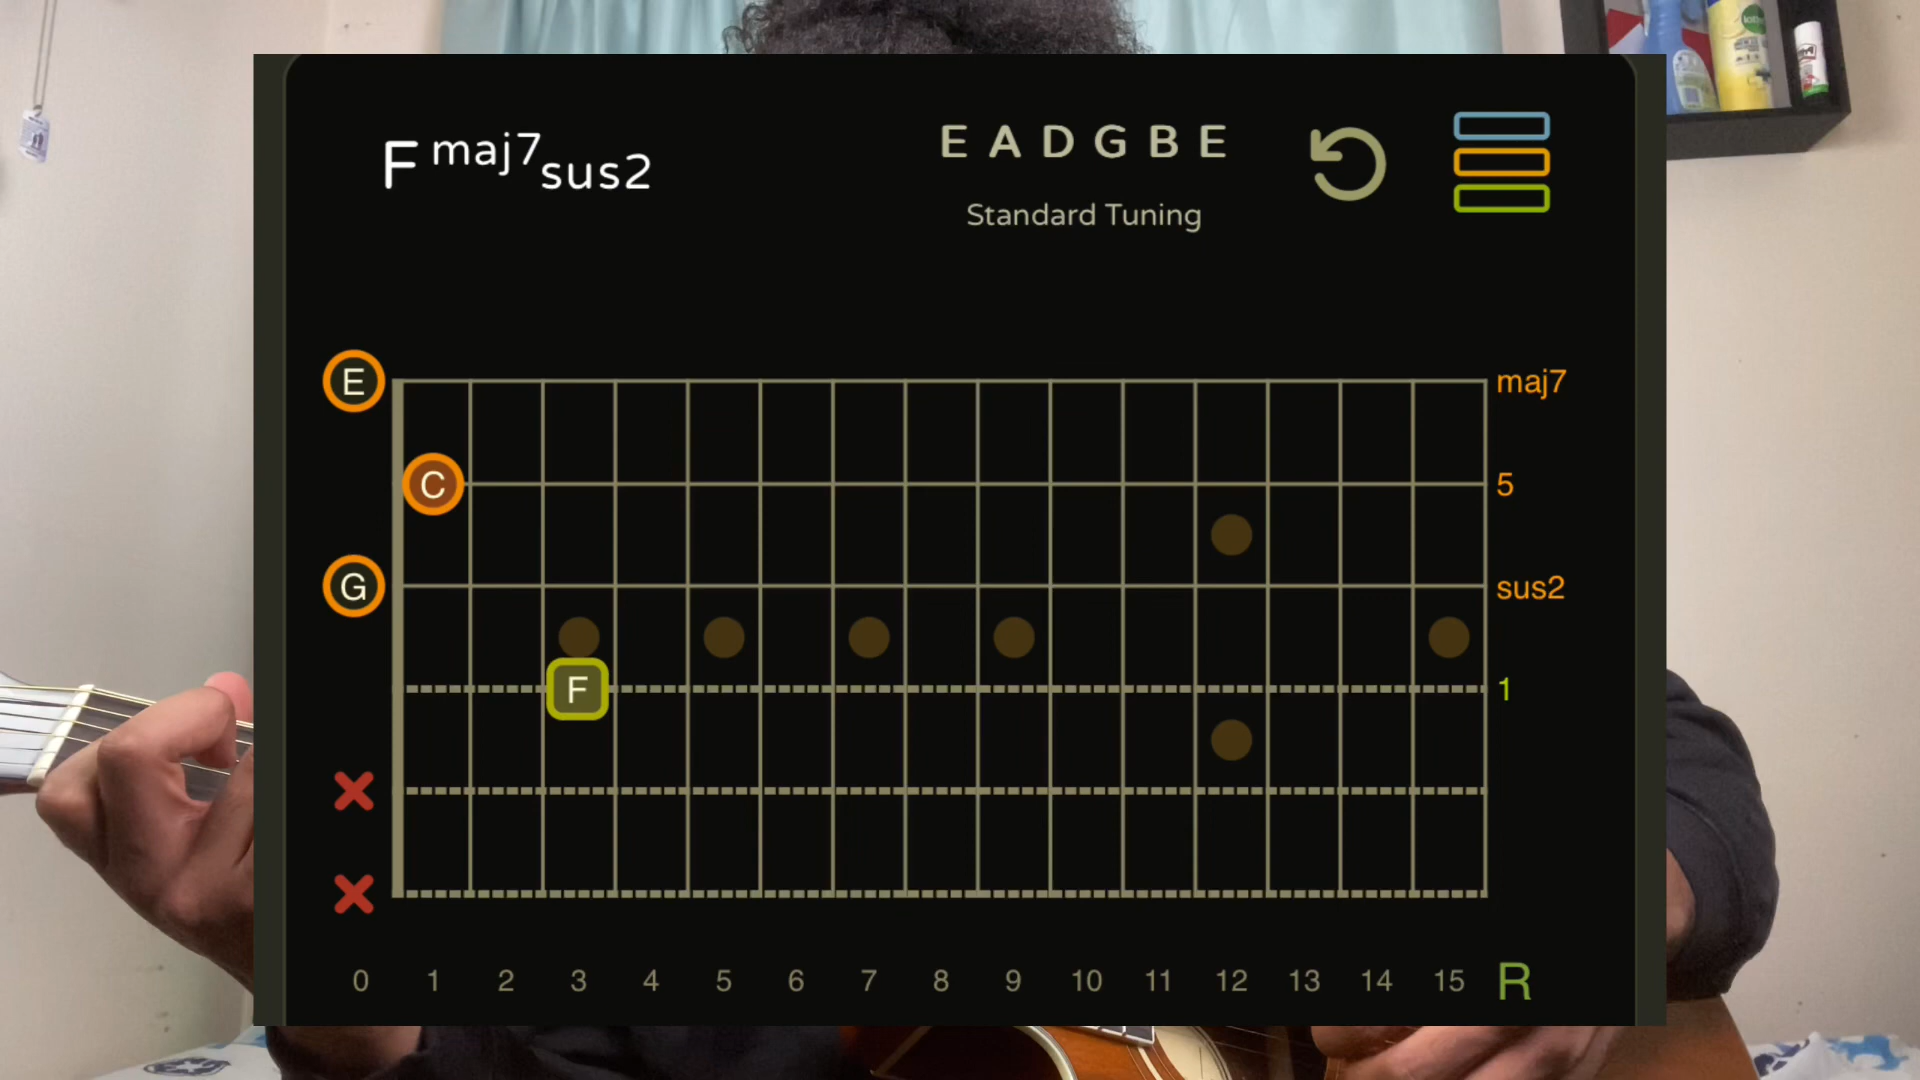 F maj7 sus2
E A D G B E
Standard Tuning
E maj7
C 5
G sus2
F 1
0 1 2 3 4 5 6 7 8 9 10 11 12 13 14 15 R